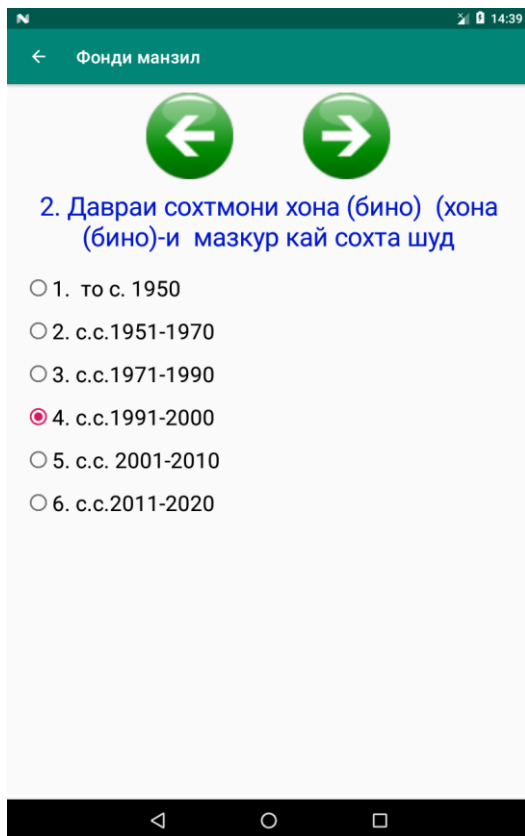 14:39
Фонди манзил
2. Давраи сохтмони хона (бино) (хона
(бино)-и мазкур кай сохта шуд
1. то с. 1950
2. с.с.1951-1970
3. с.с.1971-1990
4. с.с.1991-2000
5. с.с. 2001-2010
6. с.с.2011-2020